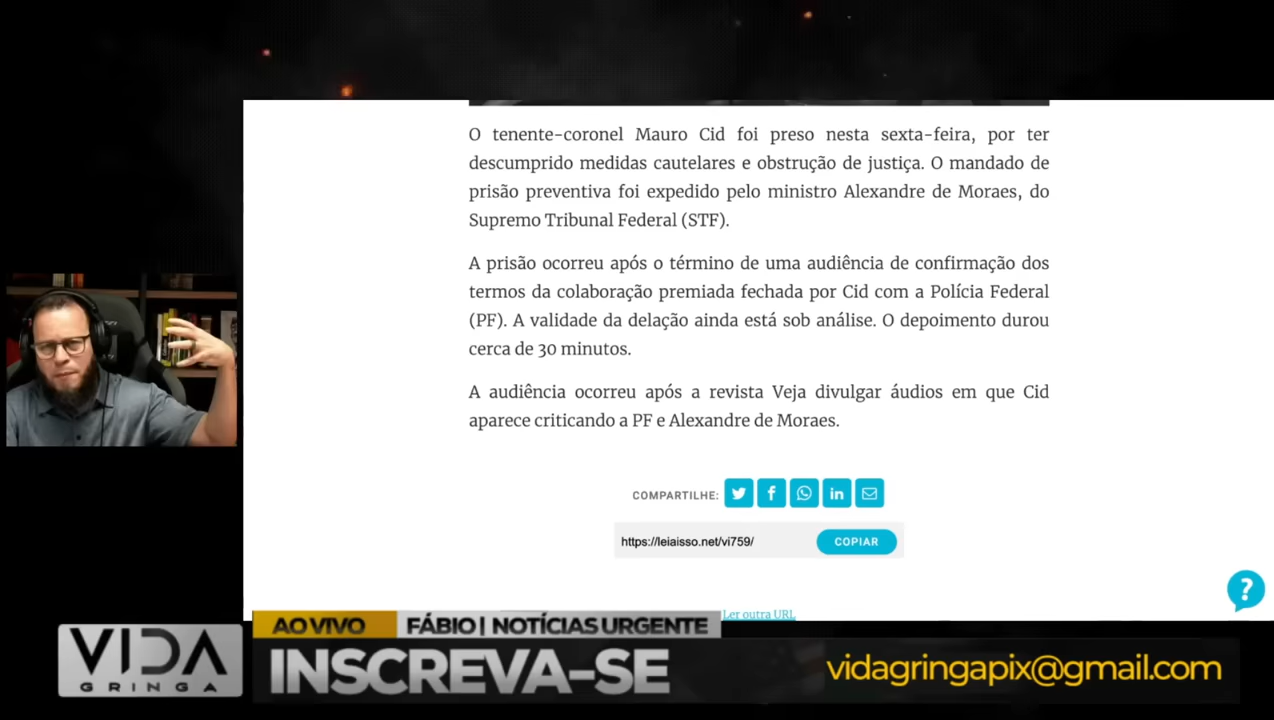 O tenente-coronel Mauro Cid foi preso nesta sexta-feira, por ter
descumprido medidas cautelares e obstrução de justiça. O mandado de
prisão preventiva foi expedido pelo ministro Alexandre de Moraes, do
Supremo Tribunal Federal (STF).
A prisão ocorreu após o término de uma audiência de confirmação dos
termos da colaboração premiada fechada por Cid com a Polícia Federal
(PF). A validade da delação ainda está sob análise. O depoimento durou
cerca de 30 minutos.
A audiência ocorreu após a revista Veja divulgar áudios em que Cid
aparece criticando a PF e Alexandre de Moraes.
COMPARTILHE:
https://leiaisso.net/vi759/ COPIAR
?
Ler outra URL
AO VIVO FÁBIO | NOTÍCIAS URGENTE
VIDA
GRINGA
INSCREVA-SE
vidagringapix@gmail.com